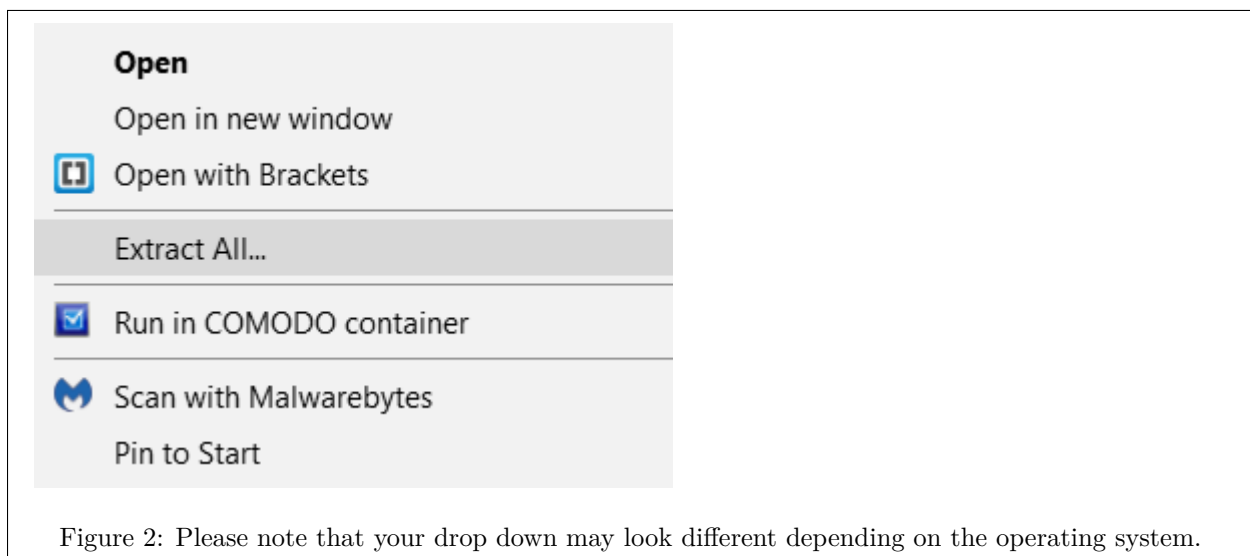 Open
Open in new window
Open with Brackets
Extract All...
Run in COMODO container
Scan with Malwarebytes
Pin to Start
Figure 2: Please note that your drop down may look different depending on the operating system.